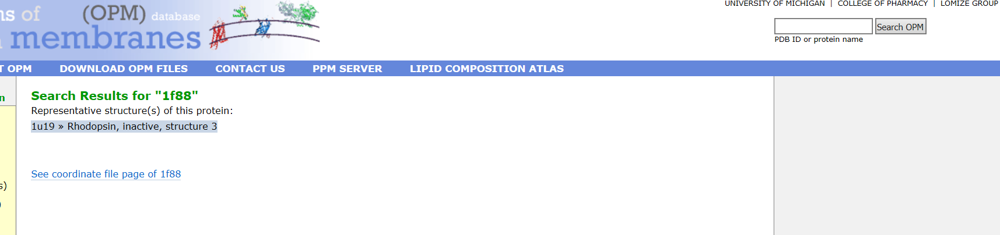 UNIVERSITY OF MICHIGAN | COLLEGE OF PHARMACY | LOMIZE GROUP
ns of (OPM) database
membranes
Search OPM
PDB ID or protein name
T OPM DOWNLOAD OPM FILES CONTACT US PPM SERVER LIPID COMPOSITION ATLAS
n
Search Results for "1f88"
Representative structure(s) of this protein:
1u19 » Rhodopsin, inactive, structure 3
See coordinate file page of 1f88
s)
)